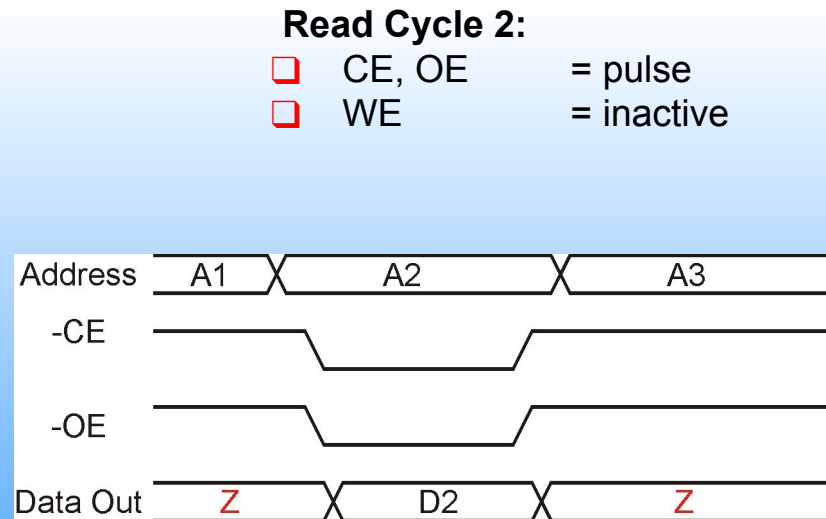 Read Cycle 2:
CE, OE = pulse
WE = inactive
Address A1 A2 A3
-CE
-OE
Data Out Z D2 Z